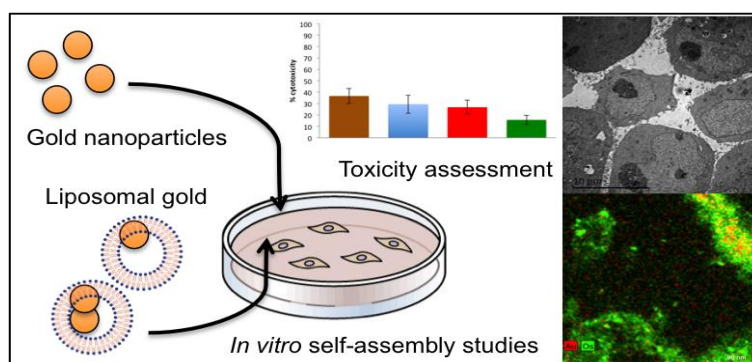 Gold nanoparticles
Liposomal gold
% cytotoxicity
100
90
80
70
60
50
40
30
20
10
0
Toxicity assessment
In vitro self-assembly studies